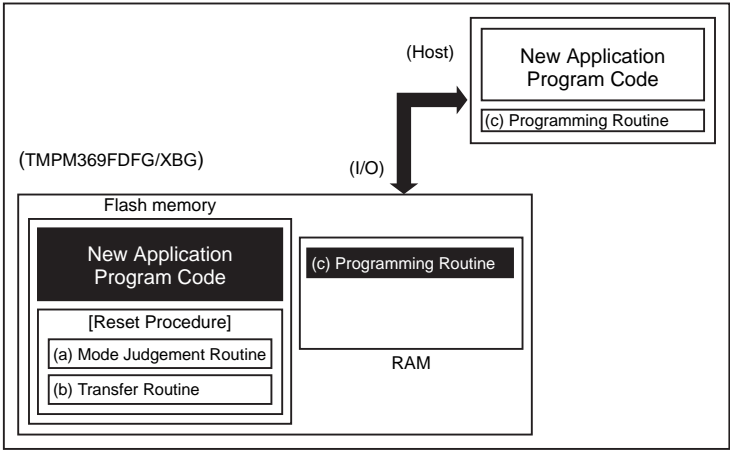 (Host)
New Application
Program Code
(c) Programming Routine
(TMPM369FDFG/XBG)
(I/O)
Flash memory
New Application
Program Code
[Reset Procedure]
(a) Mode Judgement Routine
(b) Transfer Routine
(c) Programming Routine
RAM